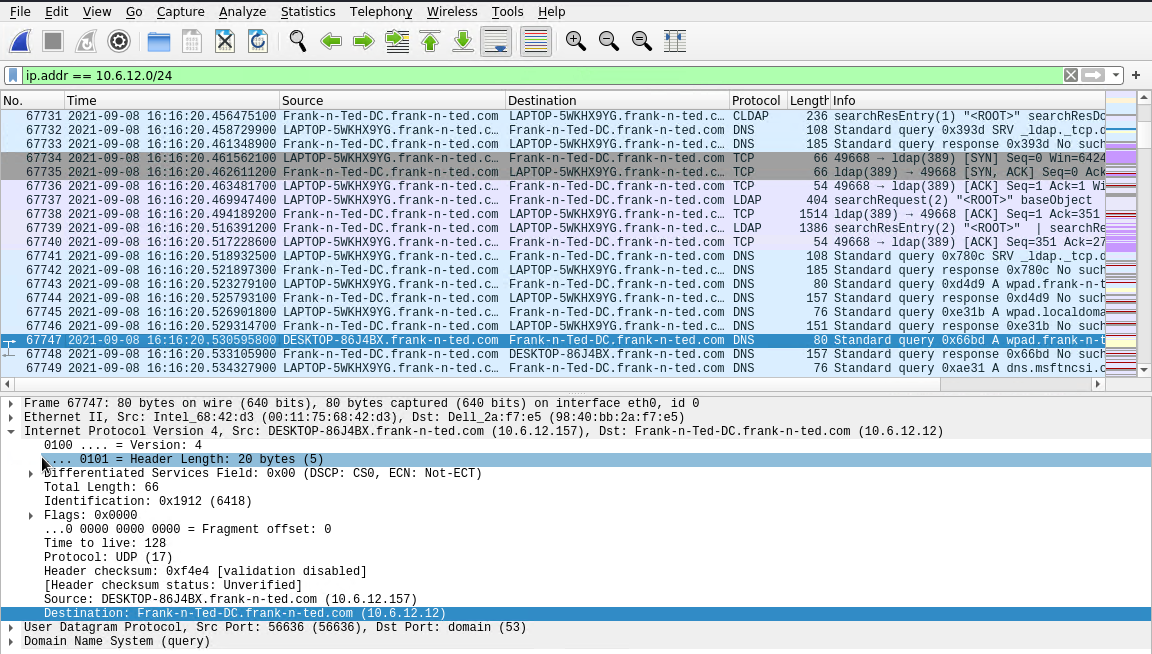 File Edit View Go Capture Analyze Statistics Telephony Wireless Tools Help
ip.addr == 10.6.12.0/24
No. Time Source Destination Protocol Length Info
67731 2021-09-08 16:16:20.456475100 Frank-n-Ted-DC.frank-n-ted.com LAPTOP-5WKHX9YG.frank-n-ted.c… CLDAP 236 searchResEntry(1) "<ROOT>" searchResDo
67732 2021-09-08 16:16:20.458729900 LAPTOP-5WKHX9YG.frank-n-ted.c… Frank-n-Ted-DC.frank-n-ted.com DNS 108 Standard query 0x393d SRV _ldap._tcp.d
67733 2021-09-08 16:16:20.461348900 Frank-n-Ted-DC.frank-n-ted.com LAPTOP-5WKHX9YG.frank-n-ted.c… DNS 185 Standard query response 0x393d No such
67734 2021-09-08 16:16:20.461562100 LAPTOP-5WKHX9YG.frank-n-ted.c… Frank-n-Ted-DC.frank-n-ted.com TCP 66 49668 → ldap(389) [SYN] Seq=0 Win=6424
67735 2021-09-08 16:16:20.462611200 Frank-n-Ted-DC.frank-n-ted.com LAPTOP-5WKHX9YG.frank-n-ted.c… TCP 66 ldap(389) → 49668 [SYN, ACK] Seq=0 Ack
67736 2021-09-08 16:16:20.463481700 LAPTOP-5WKHX9YG.frank-n-ted.c… Frank-n-Ted-DC.frank-n-ted.com TCP 54 49668 → ldap(389) [ACK] Seq=1 Ack=1 Wi
67737 2021-09-08 16:16:20.469947400 LAPTOP-5WKHX9YG.frank-n-ted.c… Frank-n-Ted-DC.frank-n-ted.com LDAP 404 searchRequest(2) "<ROOT>" baseObject
67738 2021-09-08 16:16:20.494189200 Frank-n-Ted-DC.frank-n-ted.com LAPTOP-5WKHX9YG.frank-n-ted.c… TCP 1514 ldap(389) → 49668 [ACK] Seq=1 Ack=351
67739 2021-09-08 16:16:20.516391200 Frank-n-Ted-DC.frank-n-ted.com LAPTOP-5WKHX9YG.frank-n-ted.c… LDAP 1386 searchResEntry(2) "<ROOT>" | searchRe
67740 2021-09-08 16:16:20.517228600 LAPTOP-5WKHX9YG.frank-n-ted.c… Frank-n-Ted-DC.frank-n-ted.com TCP 54 49668 → ldap(389) [ACK] Seq=351 Ack=27
67741 2021-09-08 16:16:20.518932500 LAPTOP-5WKHX9YG.frank-n-ted.c… Frank-n-Ted-DC.frank-n-ted.com DNS 108 Standard query 0x780c SRV _ldap._tcp.d
67742 2021-09-08 16:16:20.521897300 Frank-n-Ted-DC.frank-n-ted.com LAPTOP-5WKHX9YG.frank-n-ted.c… DNS 185 Standard query response 0x780c No such
67743 2021-09-08 16:16:20.523279100 LAPTOP-5WKHX9YG.frank-n-ted.c… Frank-n-Ted-DC.frank-n-ted.com DNS 80 Standard query 0xd4d9 A wpad.frank-n-t
67744 2021-09-08 16:16:20.525793100 Frank-n-Ted-DC.frank-n-ted.com LAPTOP-5WKHX9YG.frank-n-ted.c… DNS 157 Standard query response 0xd4d9 No such
67745 2021-09-08 16:16:20.526901800 LAPTOP-5WKHX9YG.frank-n-ted.c… Frank-n-Ted-DC.frank-n-ted.com DNS 76 Standard query 0xe31b A wpad.localdoma
67746 2021-09-08 16:16:20.529314700 Frank-n-Ted-DC.frank-n-ted.com LAPTOP-5WKHX9YG.frank-n-ted.c… DNS 151 Standard query response 0xe31b No such
67747 2021-09-08 16:16:20.530595800 DESKTOP-86J4BX.frank-n-ted.com Frank-n-Ted-DC.frank-n-ted.com DNS 80 Standard query 0x66bd A wpad.frank-n-t
67748 2021-09-08 16:16:20.533105900 Frank-n-Ted-DC.frank-n-ted.com DESKTOP-86J4BX.frank-n-ted.com DNS 157 Standard query response 0x66bd No such
67749 2021-09-08 16:16:20.534327900 LAPTOP-5WKHX9YG.frank-n-ted.c… Frank-n-Ted-DC.frank-n-ted.com DNS 76 Standard query 0xae31 A dns.msftncsi.c
Frame 67747: 80 bytes on wire (640 bits), 80 bytes captured (640 bits) on interface eth0, id 0
Ethernet II, Src: Intel_68:42:d3 (00:11:75:68:42:d3), Dst: Dell_2a:f7:e5 (98:40:bb:2a:f7:e5)
Internet Protocol Version 4, Src: DESKTOP-86J4BX.frank-n-ted.com (10.6.12.157), Dst: Frank-n-Ted-DC.frank-n-ted.com (10.6.12.12)
0100 .... = Version: 4
.... 0101 = Header Length: 20 bytes (5)
Differentiated Services Field: 0x00 (DSCP: CS0, ECN: Not-ECT)
Total Length: 66
Identification: 0x1912 (6418)
Flags: 0x0000
...0 0000 0000 0000 = Fragment offset: 0
Time to live: 128
Protocol: UDP (17)
Header checksum: 0xf4e4 [validation disabled]
[Header checksum status: Unverified]
Source: DESKTOP-86J4BX.frank-n-ted.com (10.6.12.157)
Destination: Frank-n-Ted-DC.frank-n-ted.com (10.6.12.12)
User Datagram Protocol, Src Port: 56636 (56636), Dst Port: domain (53)
Domain Name System (query)